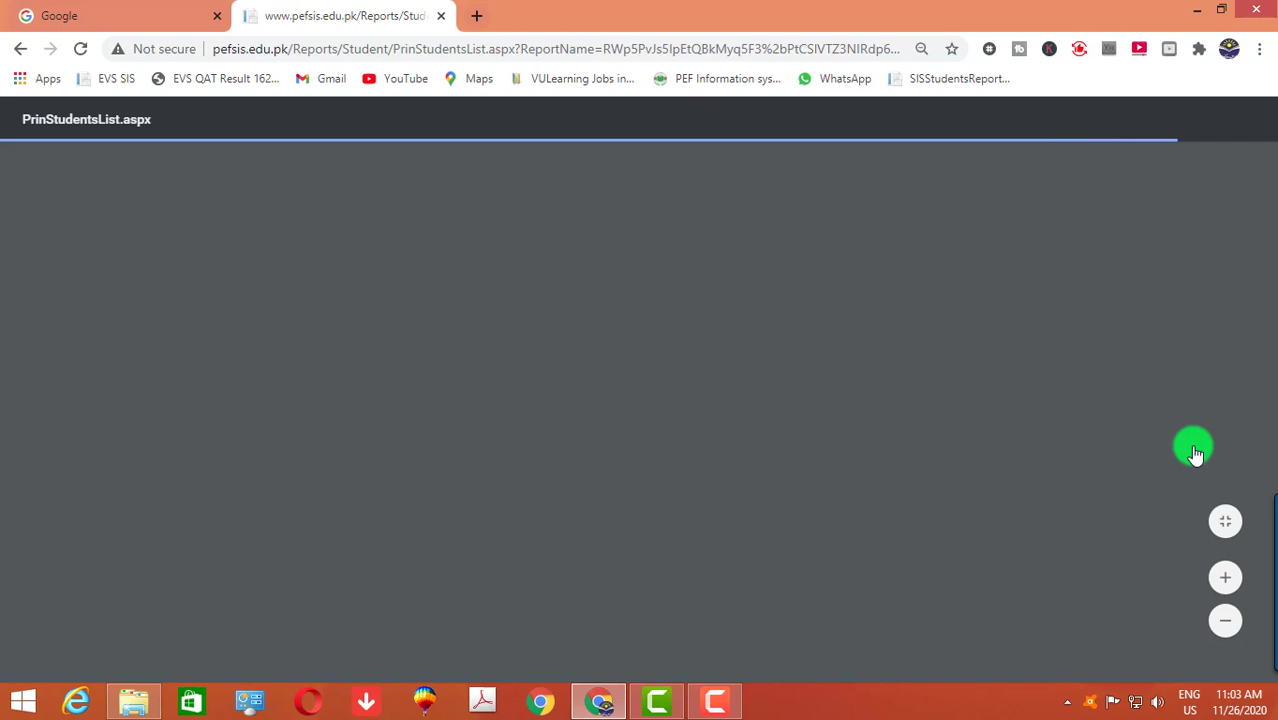 Google
www.pefsis.edu.pk/Reports/Stud
Not secure
pefsis.edu.pk/Reports/Student/PrinStudentsList.aspx?ReportName=RWp5PvJs5IpEtQBkMyq5F3%2bPtCSlVTZ3NIRdp6...
Apps
EVS SIS
EVS QAT Result 162...
Gmail
YouTube
Maps
VULearning Jobs in...
PEF Information sys...
WhatsApp
SISStudentsReport...
PrinStudentsList.aspx
ENG
US
11:03 AM
11/26/2020